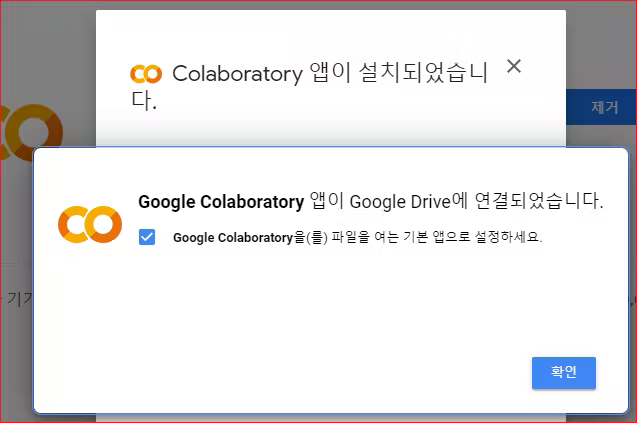 Colaboratory 앱이 설치되었습니
다.
제거
Google Colaboratory 앱이 Google Drive에 연결되었습니다.
Google Colaboratory을(를) 파일을 여는 기본 앱으로 설정하세요.
확인